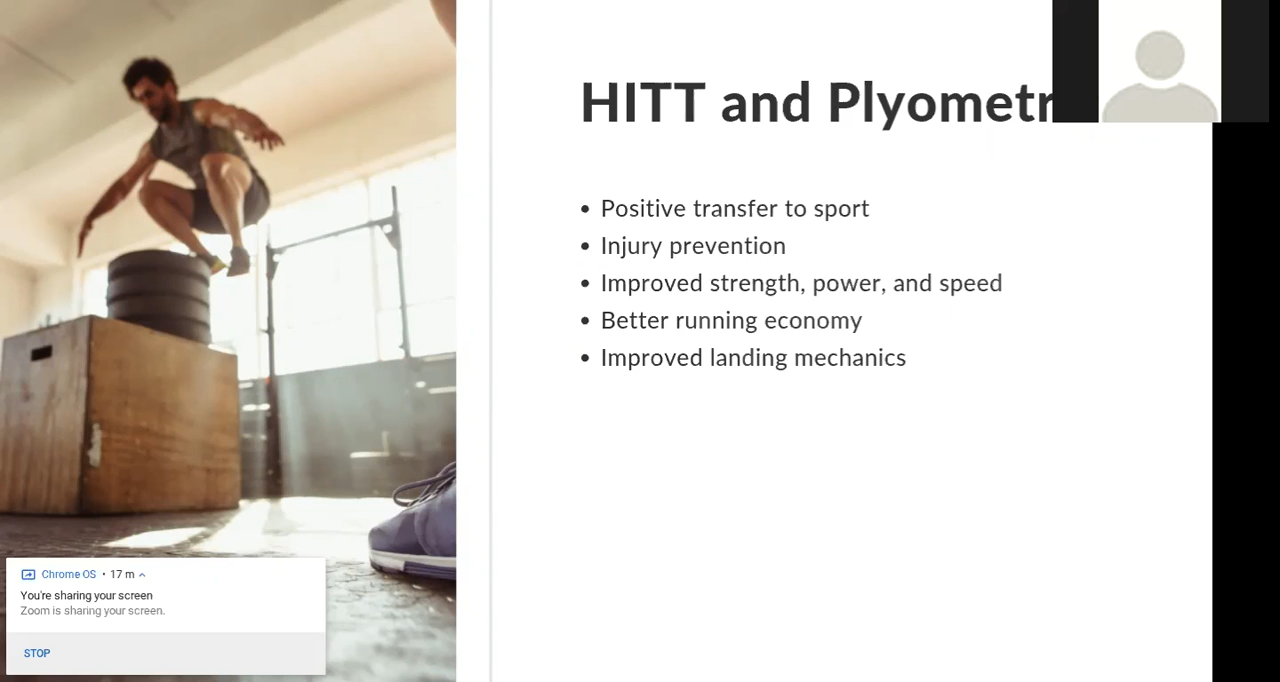 HITT and Plyometr
• Positive transfer to sport
• Injury prevention
• Improved strength, power, and speed
• Better running economy
• Improved landing mechanics
Chrome OS • 17 m
You're sharing your screen
Zoom is sharing your screen.
STOP